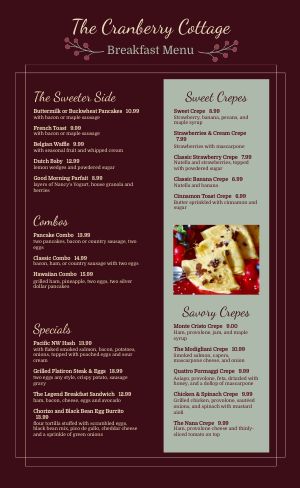 The Cranberry Cottage
Breakfast Menu
The Sweeter Side
Buttermilk or Buckwheat Pancakes 10.99
with bacon or maple sausage
French Toast 9.99
with bacon or maple sausage
Belgian Waffle 9.99
with seasonal fruit and whipped cream
Dutch Baby 12.99
lemon wedges and powdered sugar
Good Morning Parfait 8.99
layers of Nancy's Yogurt, house granola and
berries
Combos
Pancake Combo 13.99
two pancakes, bacon or country sausage, two
eggs
Classic Combo 14.99
bacon, ham, or country sausage with two eggs
Hawaiian Combo 15.99
grilled ham, pineapple, two eggs, two silver
dollar pancakes
Specials
Pacific NW Hash 13.99
with flaked smoked salmon, bacon, potatoes,
onions, topped with poached eggs and sour
cream
Grilled Flatiron Steak & Eggs 18.99
two eggs any style, crispy potato, sausage
gravy
The Legend Breakfast Sandwich 12.99
ham, bacon, cheese, eggs and avocado
Chorizo and Black Bean Egg Burrito
13.99
flour tortilla stuffed with scrambled eggs,
black bean mix, pico de gallo, cheddar cheese
and a sprinkle of green onions
Sweet Crepes
Sweet Crepe 8.99
Strawberry, banana, pecans, and
maple syrup
Strawberries & Cream Crepe
7.99
Strawberries with mascarpone
Classic Strawberry Crepe 7.99
Nutella and strawberries, topped
with powdered sugar
Classic Banana Crepe 6.99
Nutella and banana
Cinnamon Toast Crepe 6.99
Butter sprinkled with cinnamon and
sugar
Savory Crepes
Monte Cristo Crepe 9.00
Ham, provolone, jam, and maple
syrup
The Modigliani Crepe 10.99
Smoked salmon, capers,
mascarpone cheese, and onion
Quattro Formaggi Crepe 9.99
Asiago, provolone, feta, drizzled with
honey, and a dollop of mascarpone
Chicken & Spinach Crepe 9.99
Grilled chicken, provolone, sautéed
onions, and spinach with mustard
aioli
The Nana Crepe 9.99
Ham, provolone cheese and thinly-
sliced tomato on top